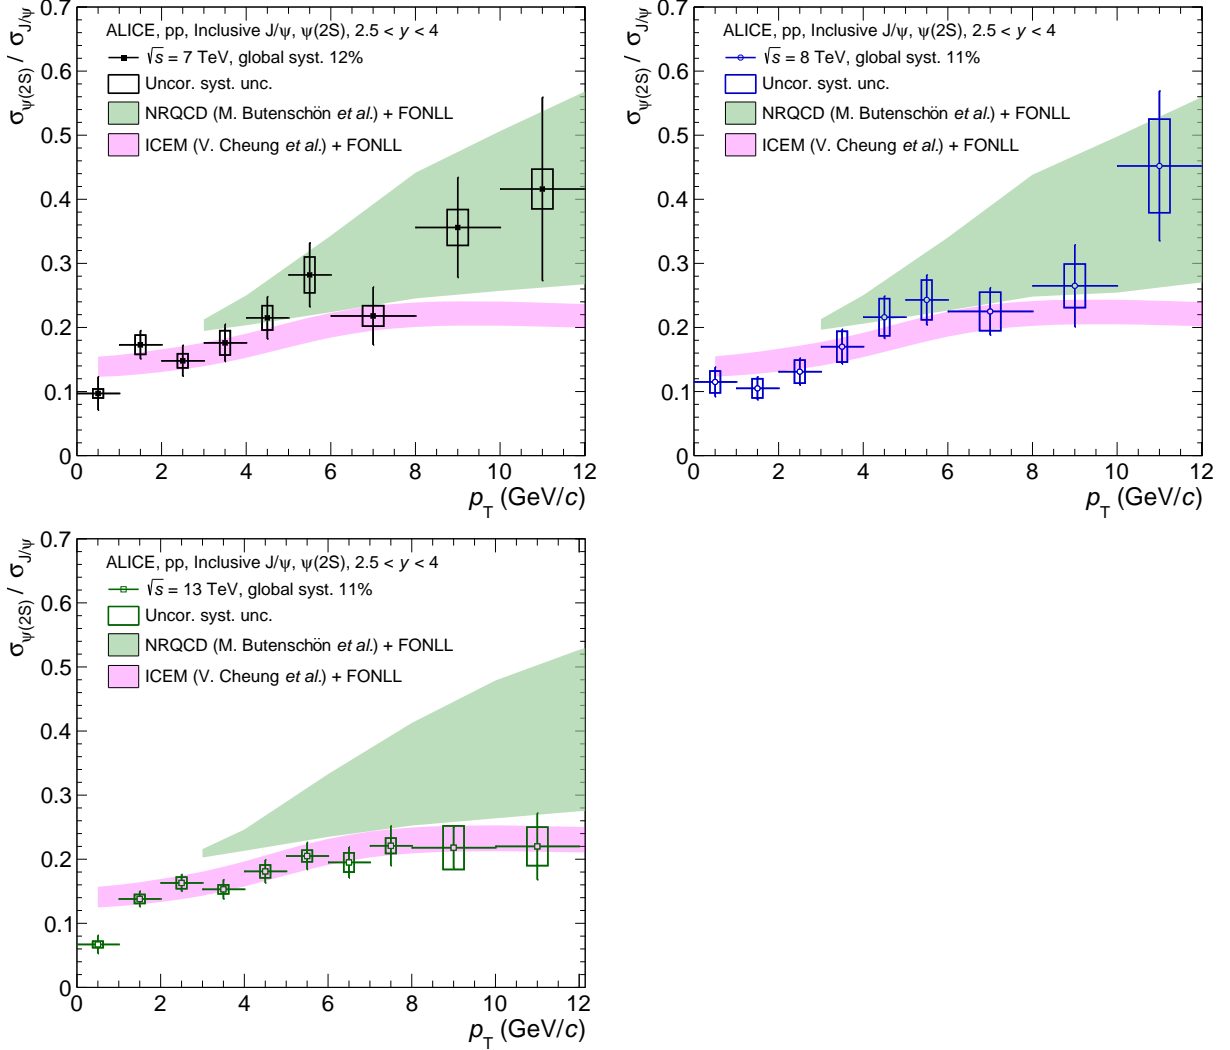 ALICE, pp, Inclusive J/ψ, ψ(2S), 2.5 < y < 4
√s = 7 TeV, global syst. 12%
Uncor. syst. unc.
NRQCD (M. Butenschön et al.) + FONLL
ICEM (V. Cheung et al.) + FONLL
σψ(2S) / σJ/ψ
0.7
0.6
0.5
0.4
0.3
0.2
0.1
0
0 2 4 6 8 10 12
pT (GeV/c)
ALICE, pp, Inclusive J/ψ, ψ(2S), 2.5 < y < 4
√s = 8 TeV, global syst. 11%
Uncor. syst. unc.
NRQCD (M. Butenschön et al.) + FONLL
ICEM (V. Cheung et al.) + FONLL
σψ(2S) / σJ/ψ
0.7
0.6
0.5
0.4
0.3
0.2
0.1
0
0 2 4 6 8 10 12
pT (GeV/c)
ALICE, pp, Inclusive J/ψ, ψ(2S), 2.5 < y < 4
√s = 13 TeV, global syst. 11%
Uncor. syst. unc.
NRQCD (M. Butenschön et al.) + FONLL
ICEM (V. Cheung et al.) + FONLL
σψ(2S) / σJ/ψ
0.7
0.6
0.5
0.4
0.3
0.2
0.1
0
0 2 4 6 8 10 12
pT (GeV/c)